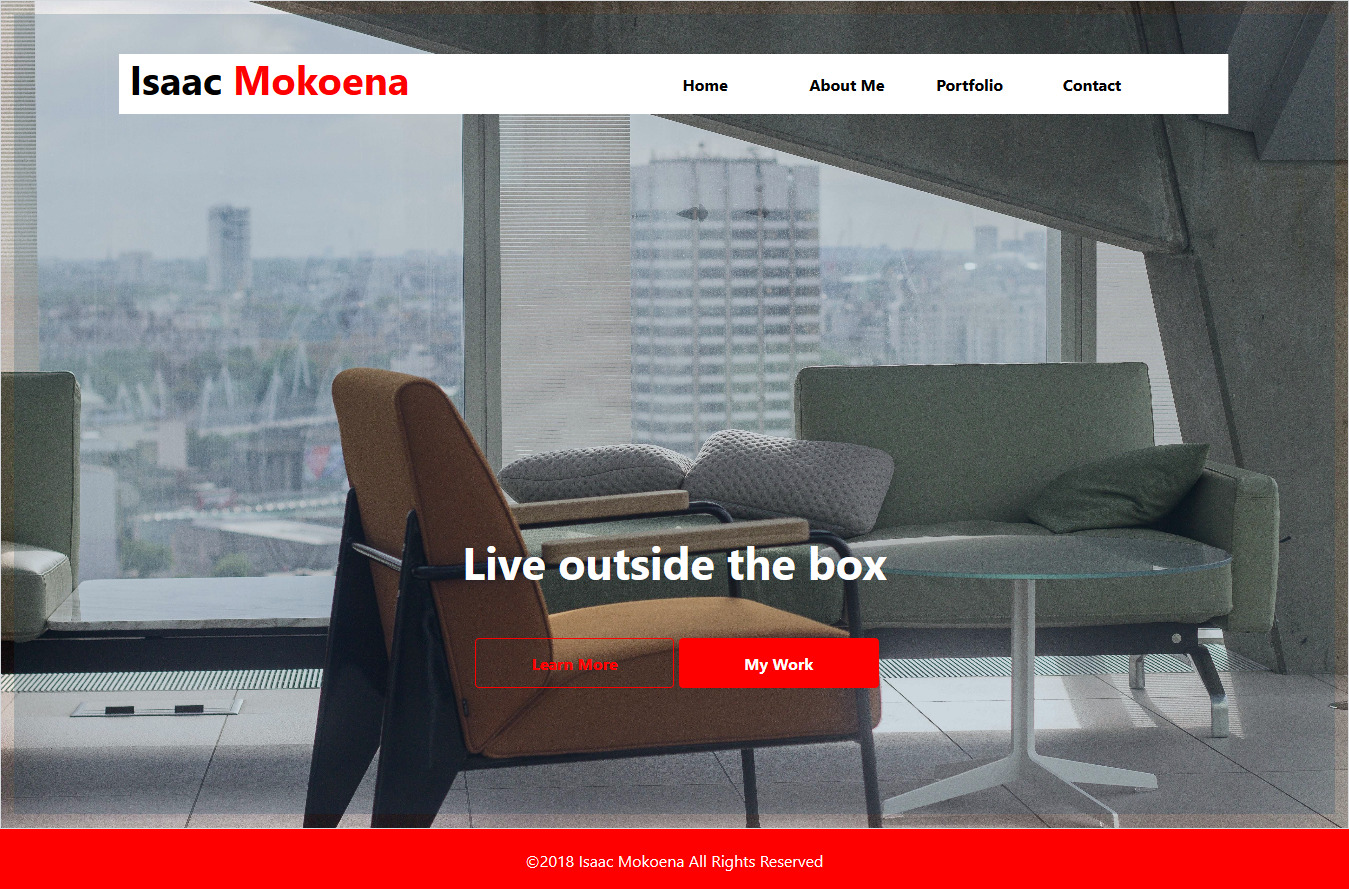 Isaac Mokoena
Home About Me Portfolio Contact
Live outside the box
Learn More My Work
©2018 Isaac Mokoena All Rights Reserved